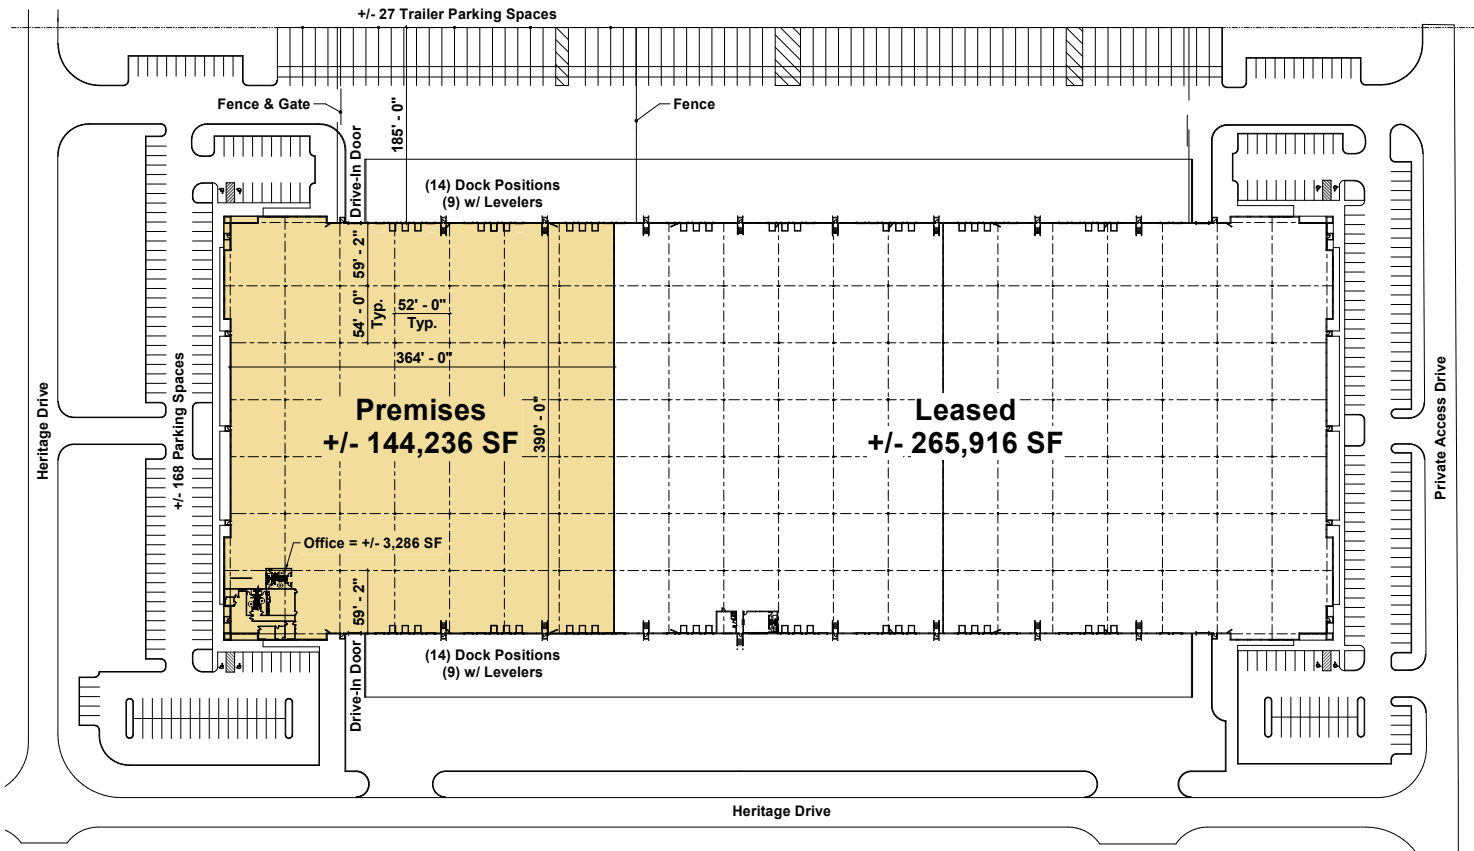 +/- 27 Trailer Parking Spaces
Fence & Gate
185' - 0"
Fence
Drive-In Door
(14) Dock Positions
(9) w/ Levelers
59' - 2"
54' - 0"
Typ.
52' - 0"
Typ.
364' - 0"
Heritage Drive
+/- 168 Parking Spaces
Premises
+/- 144,236 SF
390' - 0"
Leased
+/- 265,916 SF
Private Access Drive
Office = +/- 3,286 SF
59' - 2"
Drive-In Door
(14) Dock Positions
(9) w/ Levelers
Heritage Drive